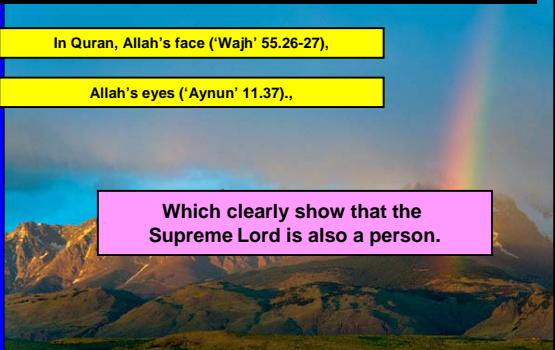 In Quran, Allah’s face (‘Wajh’ 55.26-27),
Allah’s eyes (‘Aynun’ 11.37).,
Which clearly show that the
Supreme Lord is also a person.